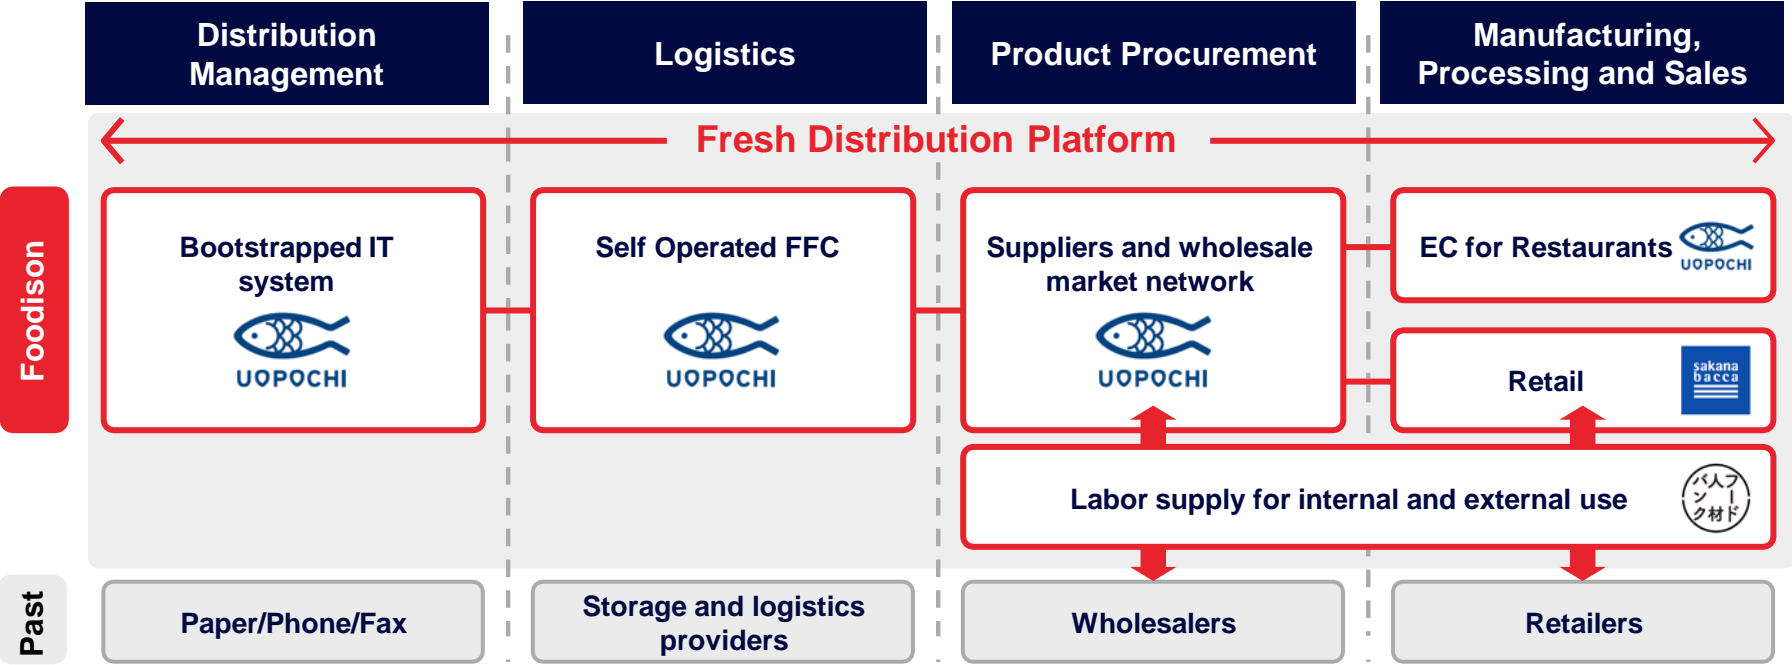 Distribution
Management
Logistics
Product Procurement
Manufacturing,
Processing and Sales
Fresh Distribution Platform
Foodison
Bootstrapped IT
system
UOPOCHI
Self Operated FFC
UOPOCHI
Suppliers and wholesale
market network
UOPOCHI
EC for Restaurants
UOPOCHI
Retail
sakana
bacca
Labor supply for internal and external use
フード
人材
バンク
Past
Paper/Phone/Fax
Storage and logistics
providers
Wholesalers
Retailers